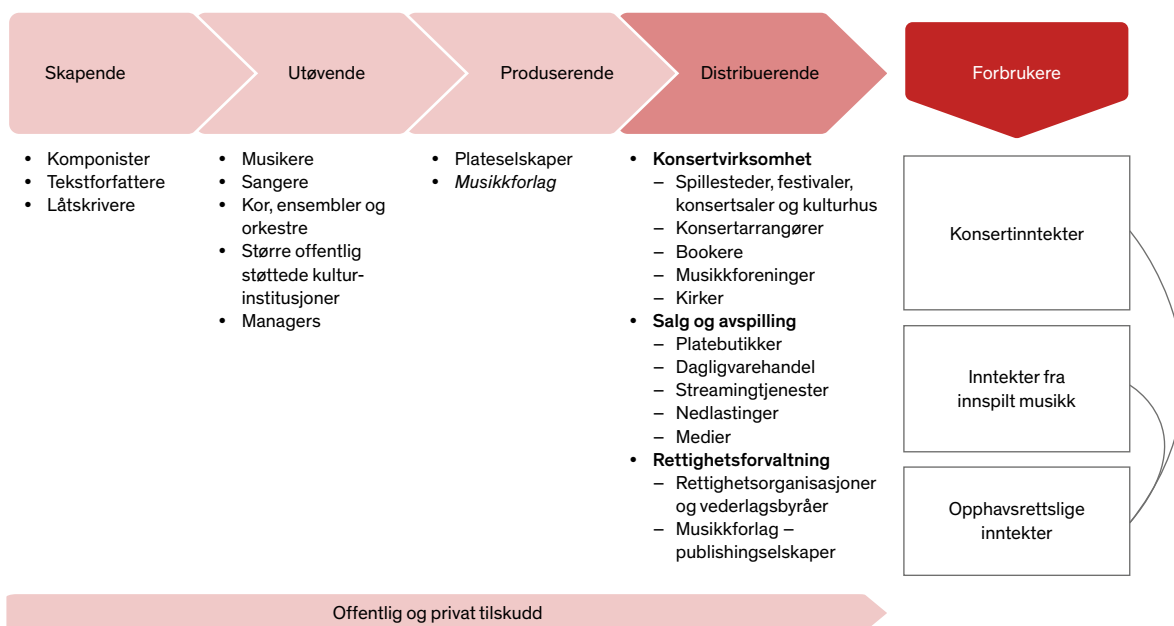 Skapende
Utøvende
Produserende
Distribuerende
Forbrukere
• Komponister
• Tekstforfattere
• Låtskrivere
• Musikere
• Sangere
• Kor, ensembler og
orkestre
• Større offentlig
støttede kultur-
institusjoner
• Managers
• Plateselskaper
• Musikkforlag
• Konsertvirksomhet
– Spillesteder, festivaler,
konsertsaler og kulturhus
– Konsertarrangører
– Bookere
– Musikkforeninger
– Kirker
• Salg og avspilling
– Platebutikker
– Dagligvarehandel
– Streamingtjenester
– Nedlastinger
– Medier
• Rettighetsforvaltning
– Rettighetsorganisasjoner
og vederlagsbyråer
– Musikkforlag –
publishingselskaper
Konsertinntekter
Inntekter fra
innspilt musikk
Opphavsrettslige
inntekter
Offentlig og privat tilskudd